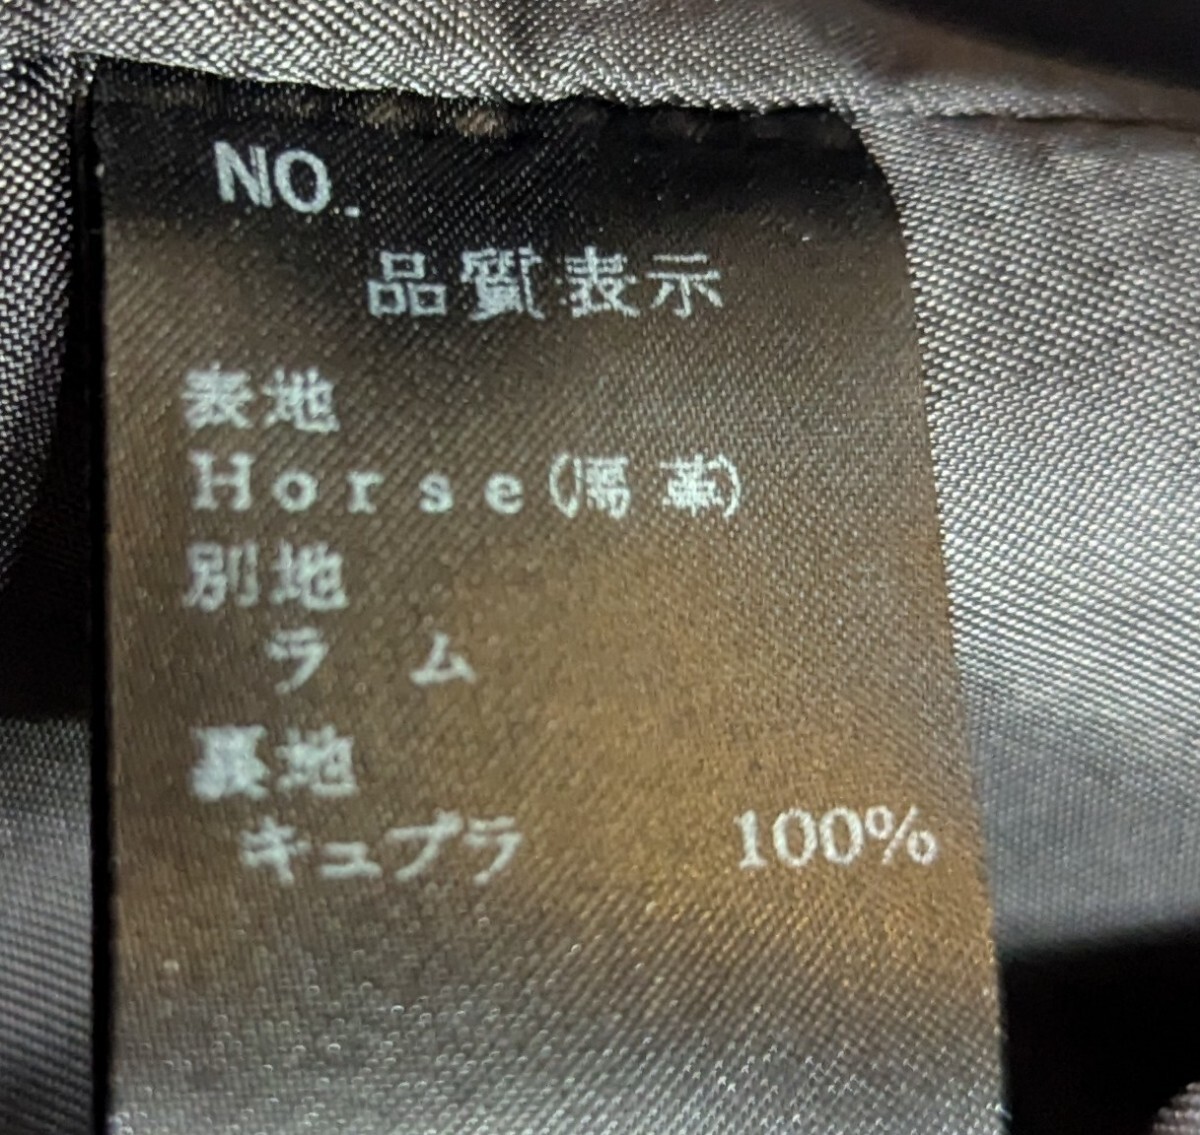 NO.
品質表示
表地
Horse(馬革)
別地
ラム
裏地
キュプラ 100%